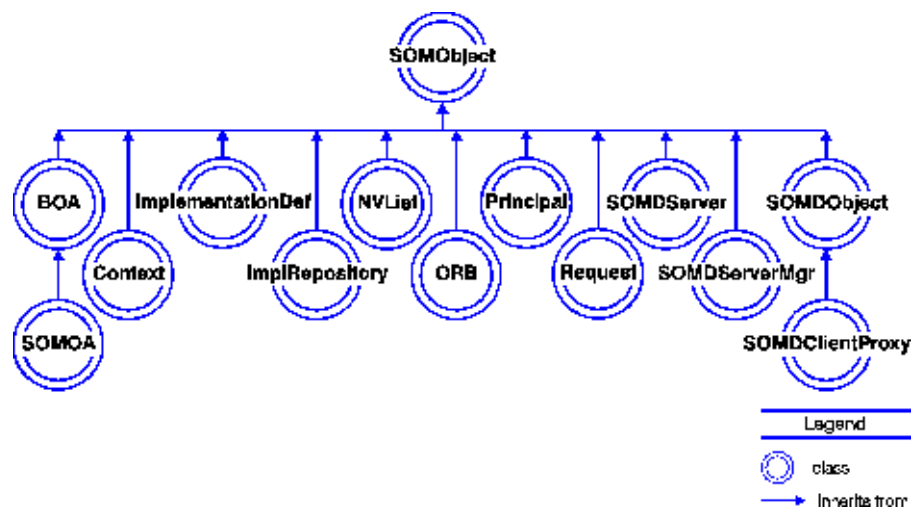 SOMObject
BOA
ImplementationDef
NVList
Principal
SOMDServer
SOMDObject
Context
ImplRepository
ORB
Request
SOMDServerMgr
SOMOA
SOMDClientProxy
Legend
class
Inherits from